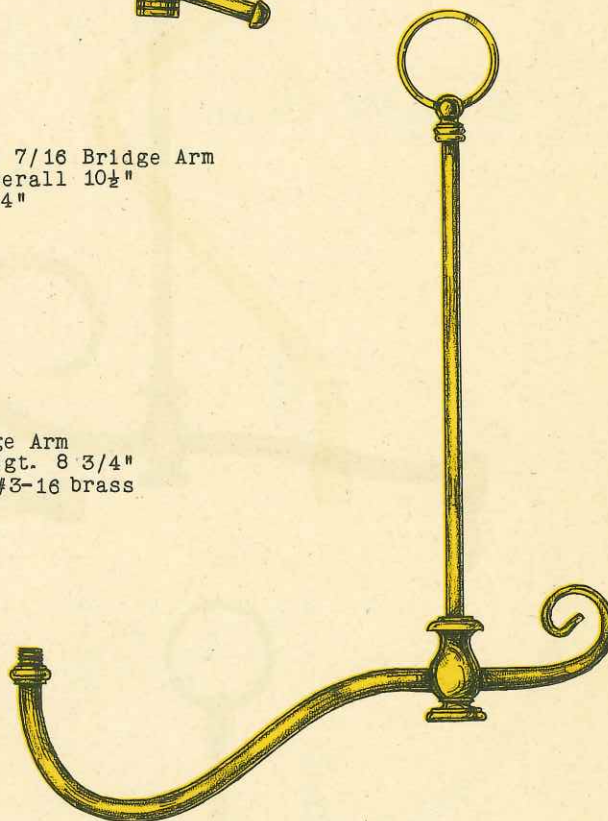 7/16 Bridge Arm
erall 10½"
4"
ge Arm
gt. 8 3/4"
#3-16 brass